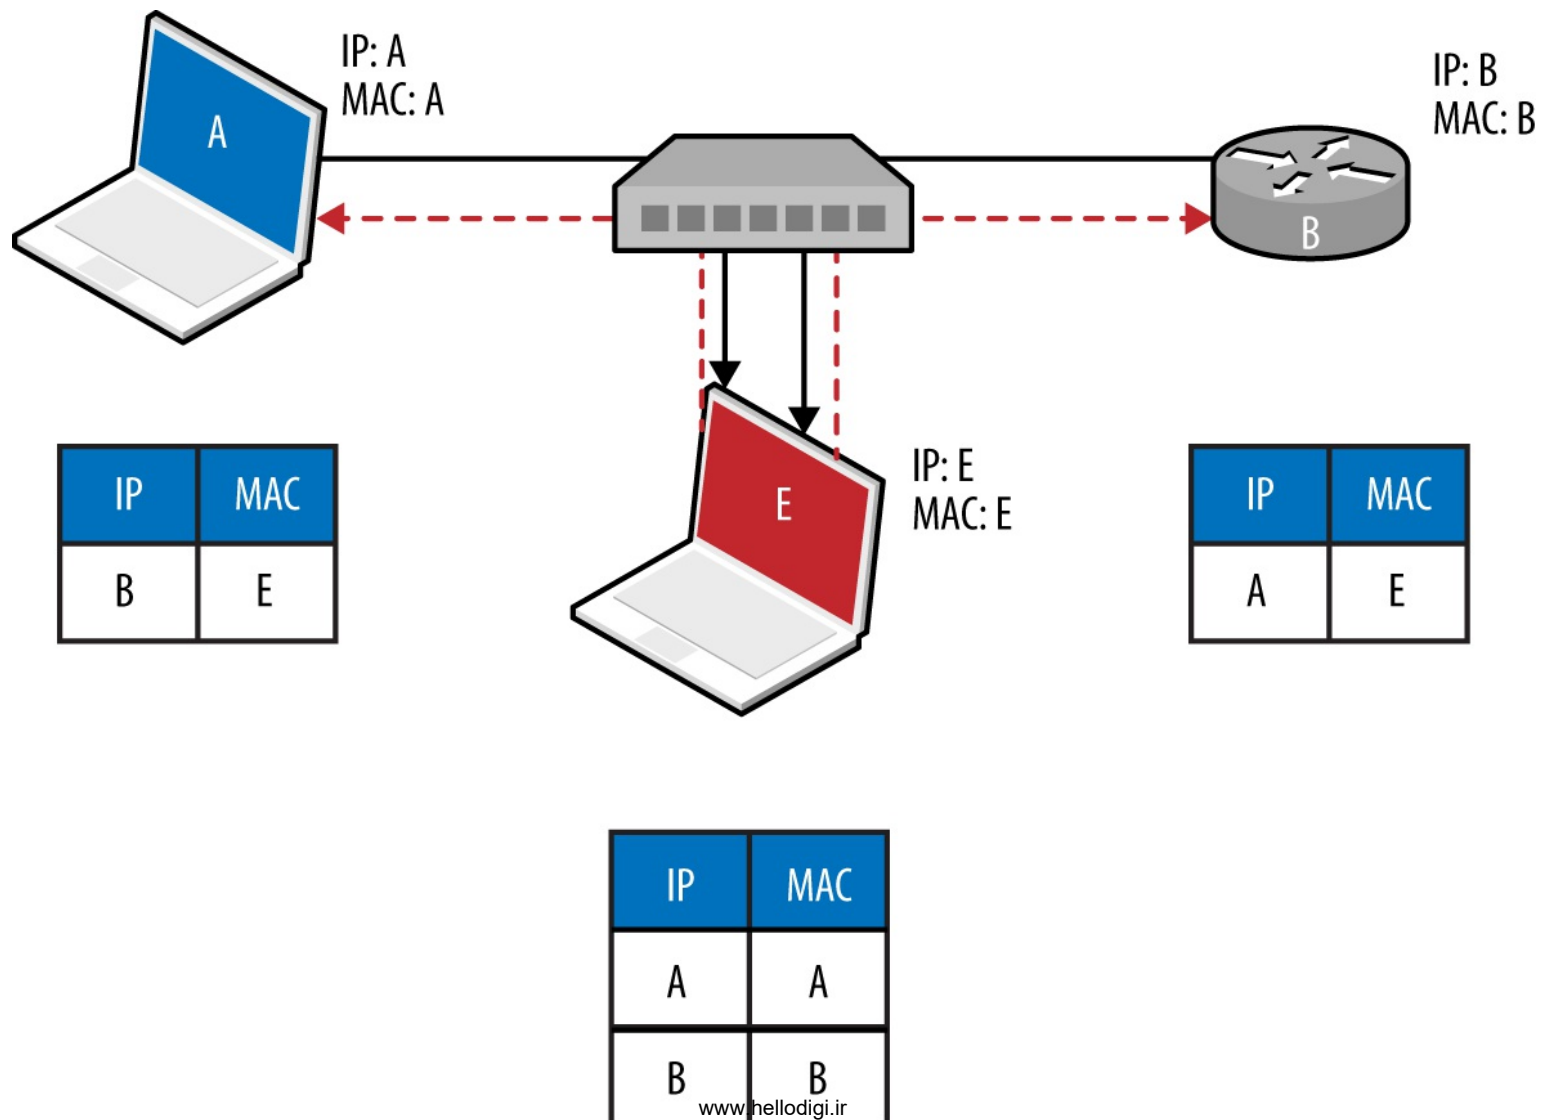 IP: A
MAC: A
A
IP: B
MAC: B
B
IP: E
MAC: E
E
IP MAC
B E
IP MAC
A E
IP MAC
A A
B B
www.hellodigi.ir